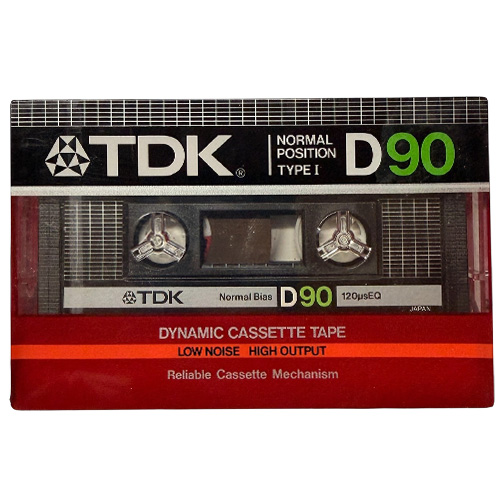 TDK®
NORMAL
POSITION
TYPE I
D90
TDK
Normal Bias
D90
120µsEQ
JAPAN
DYNAMIC CASSETTE TAPE
LOW NOISE HIGH OUTPUT
Reliable Cassette Mechanism